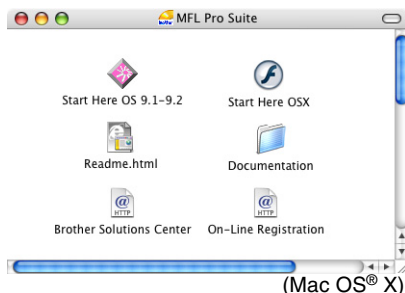 MFL Pro Suite
Start Here OS 9.1-9.2
Start Here OSX
Readme.html
Documentation
@
HTTP
@
HTTP
Brother Solutions Center
On-Line Registration
(Mac OS® X)